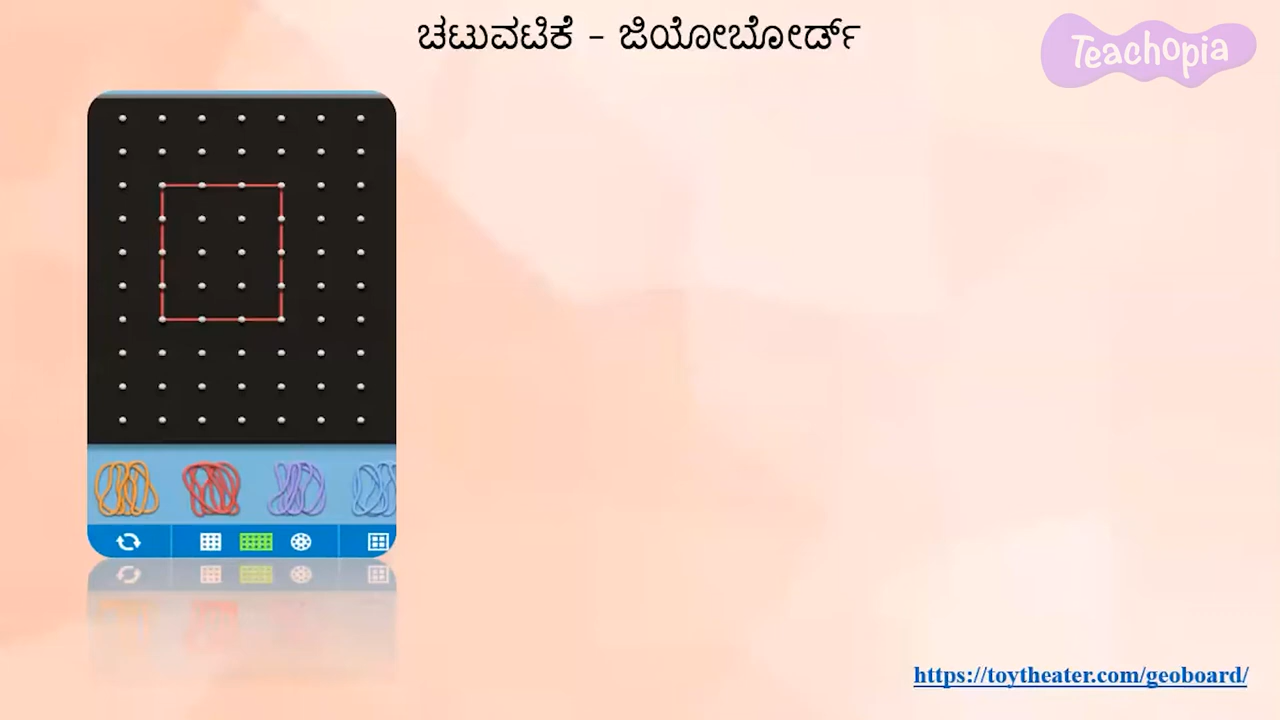 ಚಟುವಟಿಕೆ - ಜಿಯೋಬೋರ್ಡ್
Teachopia
https://toytheater.com/geoboard/